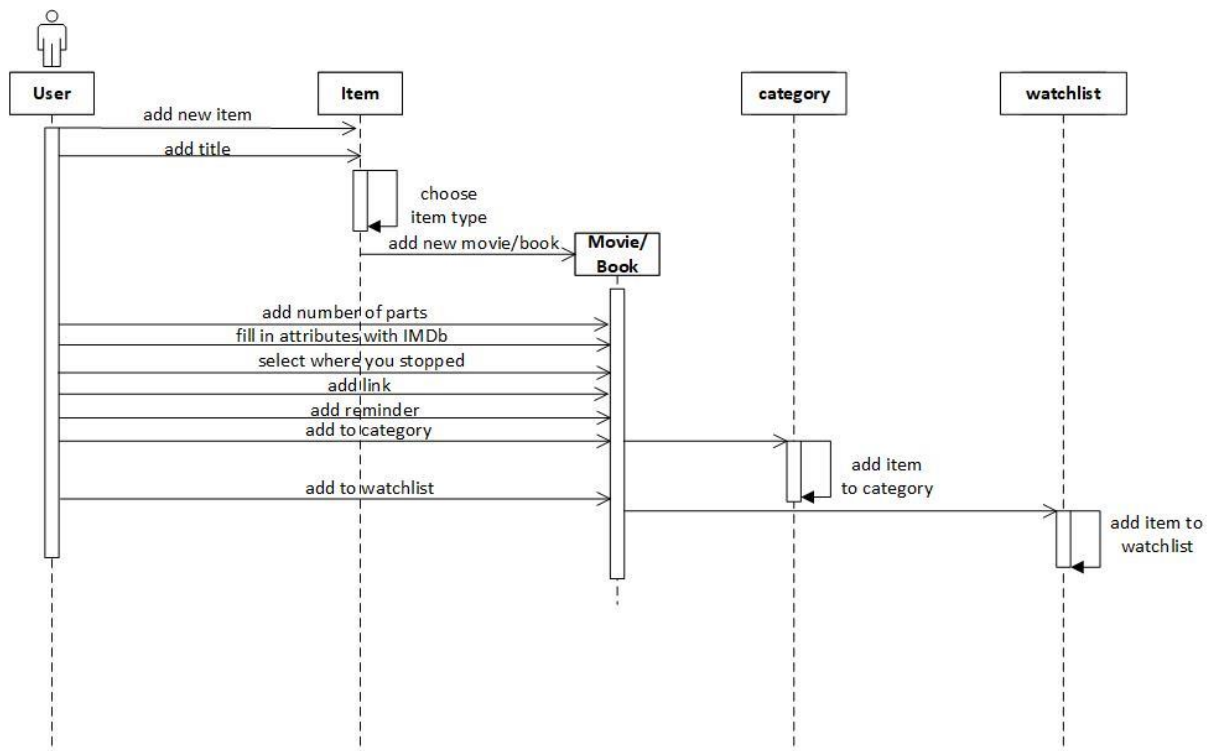 User
Item
category
watchlist
add new item
add title
choose
item type
add new movie/book
Movie/
Book
add number of parts
fill in attributes with IMDb
select where you stopped
add link
add reminder
add to category
add item
to category
add to watchlist
add item to
watchlist